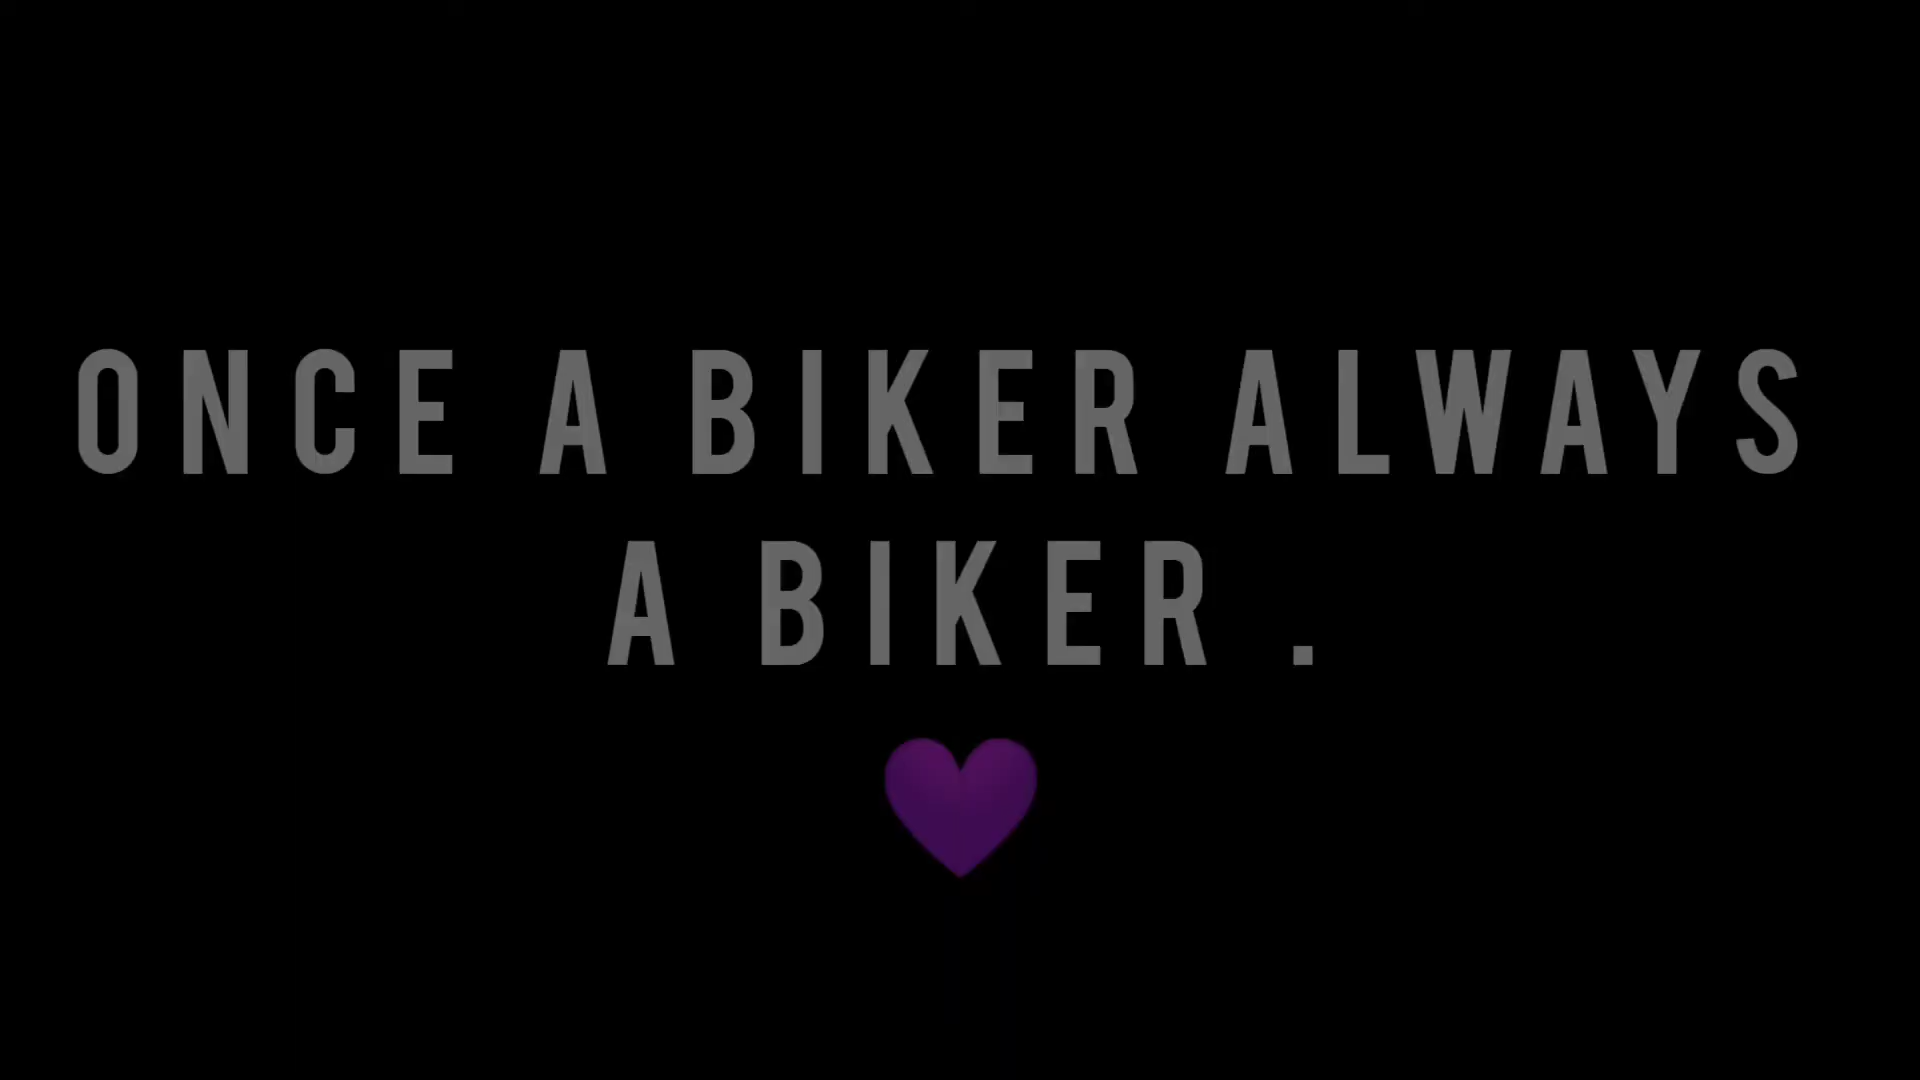 ONCE A BIKER ALWAYS
A BIKER .
💜